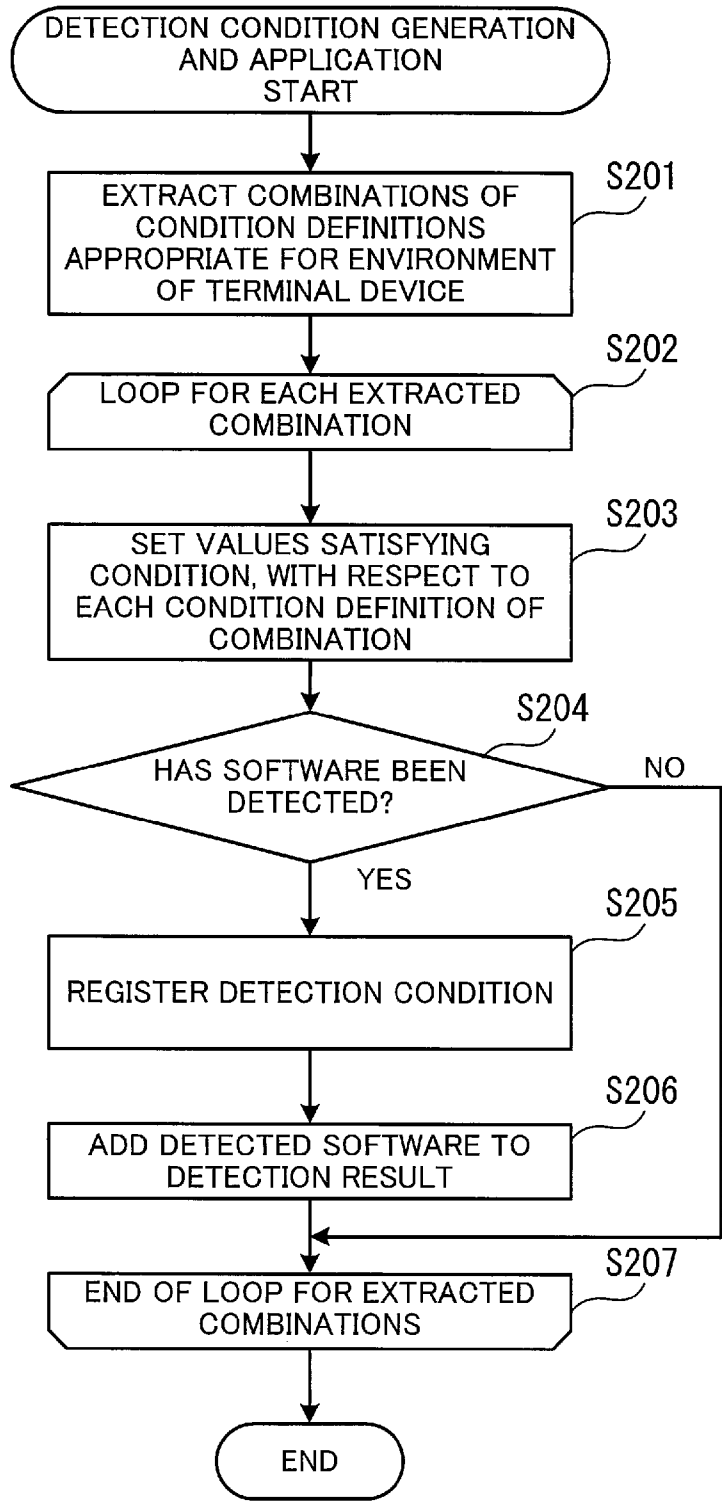 DETECTION CONDITION GENERATION
AND APPLICATION
START
S201
EXTRACT COMBINATIONS OF
CONDITION DEFINITIONS
APPROPRIATE FOR ENVIRONMENT
OF TERMINAL DEVICE
S202
LOOP FOR EACH EXTRACTED
COMBINATION
S203
SET VALUES SATISFYING
CONDITION, WITH RESPECT TO
EACH CONDITION DEFINITION OF
COMBINATION
S204
HAS SOFTWARE BEEN
DETECTED?
NO
YES
S205
REGISTER DETECTION CONDITION
S206
ADD DETECTED SOFTWARE TO
DETECTION RESULT
S207
END OF LOOP FOR EXTRACTED
COMBINATIONS
END